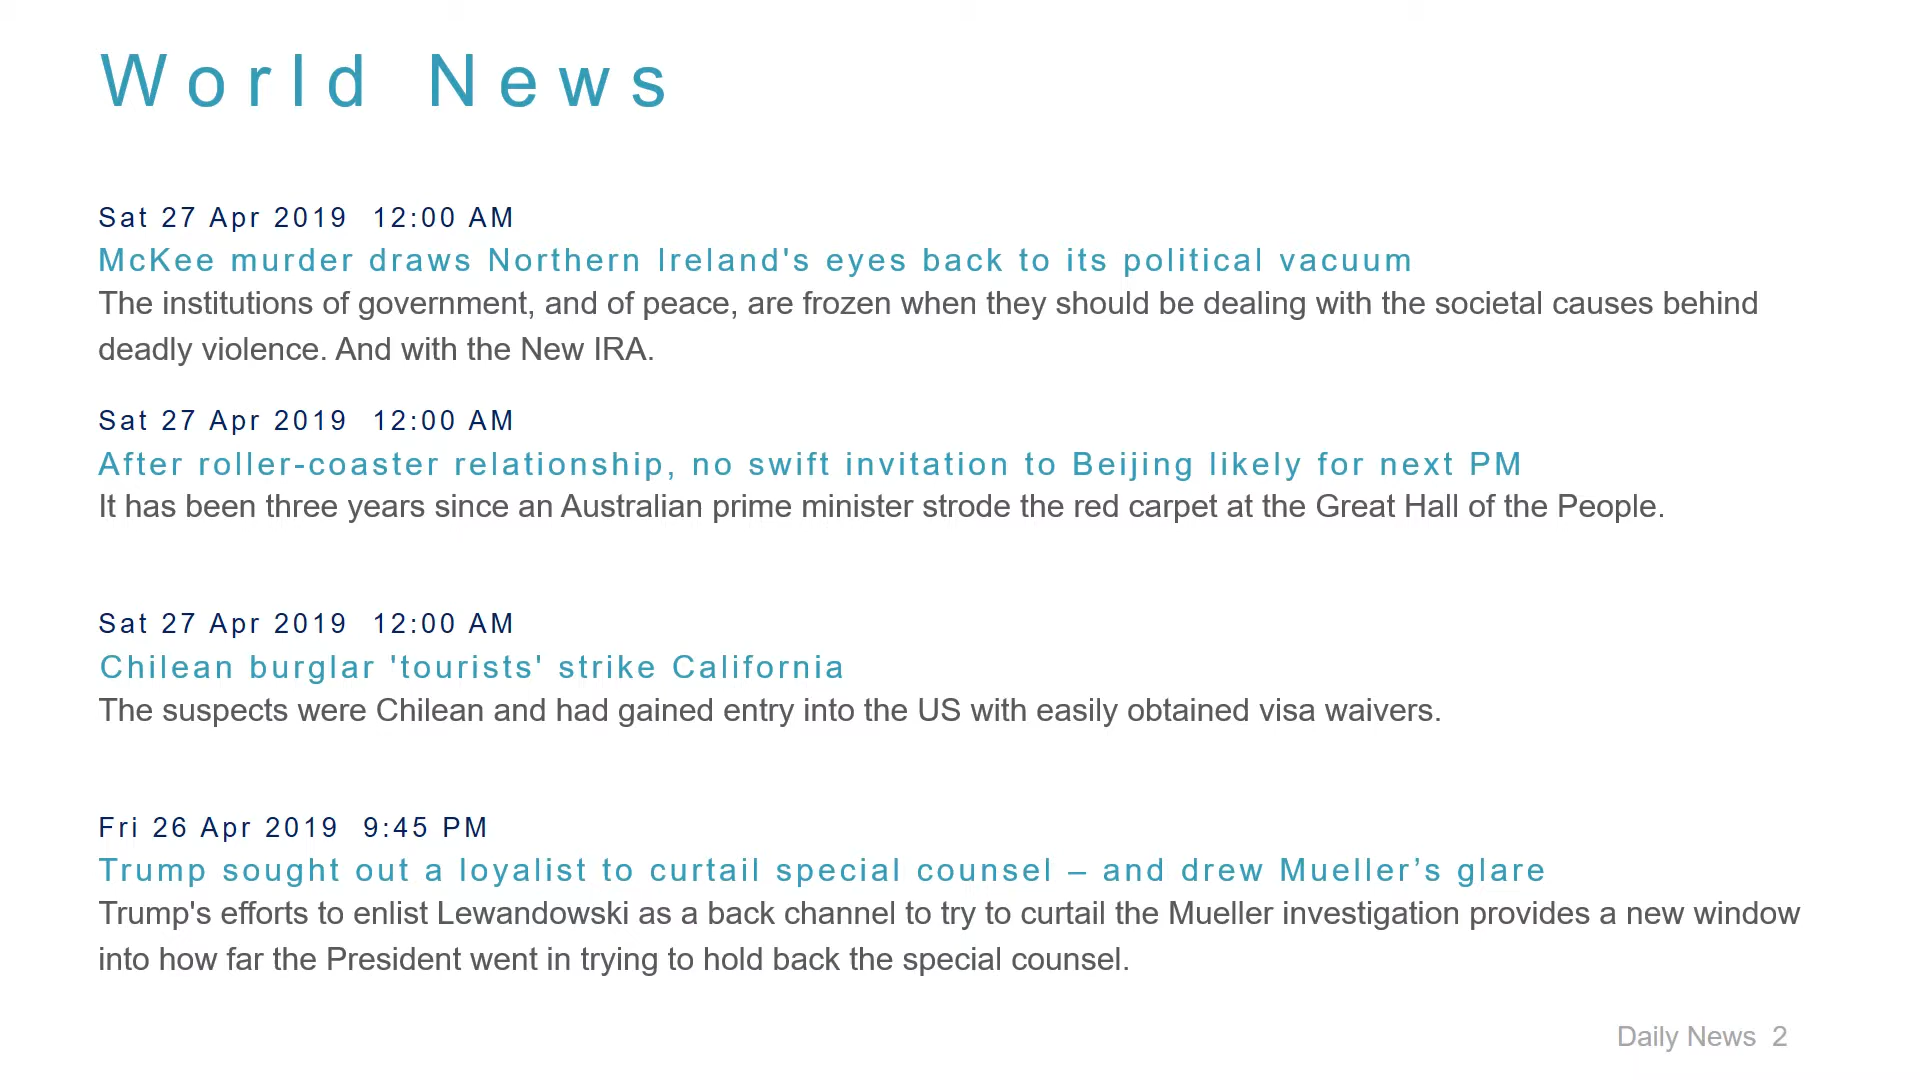 World News
Sat 27 Apr 2019  12:00 AM
McKee murder draws Northern Ireland's eyes back to its political vacuum
The institutions of government, and of peace, are frozen when they should be dealing with the societal causes behind
deadly violence. And with the New IRA.
Sat 27 Apr 2019  12:00 AM
After roller-coaster relationship, no swift invitation to Beijing likely for next PM
It has been three years since an Australian prime minister strode the red carpet at the Great Hall of the People.
Sat 27 Apr 2019  12:00 AM
Chilean burglar 'tourists' strike California
The suspects were Chilean and had gained entry into the US with easily obtained visa waivers.
Fri 26 Apr 2019  9:45 PM
Trump sought out a loyalist to curtail special counsel – and drew Mueller’s glare
Trump's efforts to enlist Lewandowski as a back channel to try to curtail the Mueller investigation provides a new window
into how far the President went in trying to hold back the special counsel.
Daily News  2